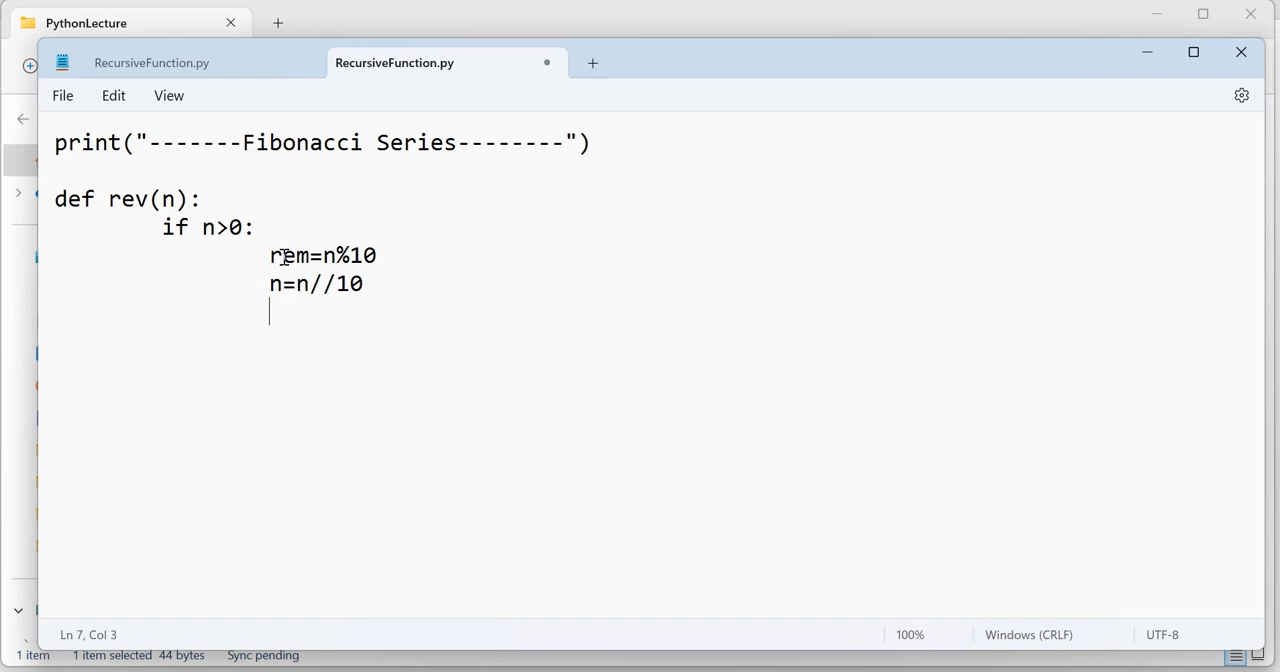 PythonLecture
RecursiveFunction.py
RecursiveFunction.py
File Edit View
print("-------Fibonacci Series--------")
def rev(n):
if n>0:
rem=n%10
n=n//10
Ln 7, Col 3
100%
Windows (CRLF)
UTF-8
1 item 1 item selected 44 bytes Sync pending